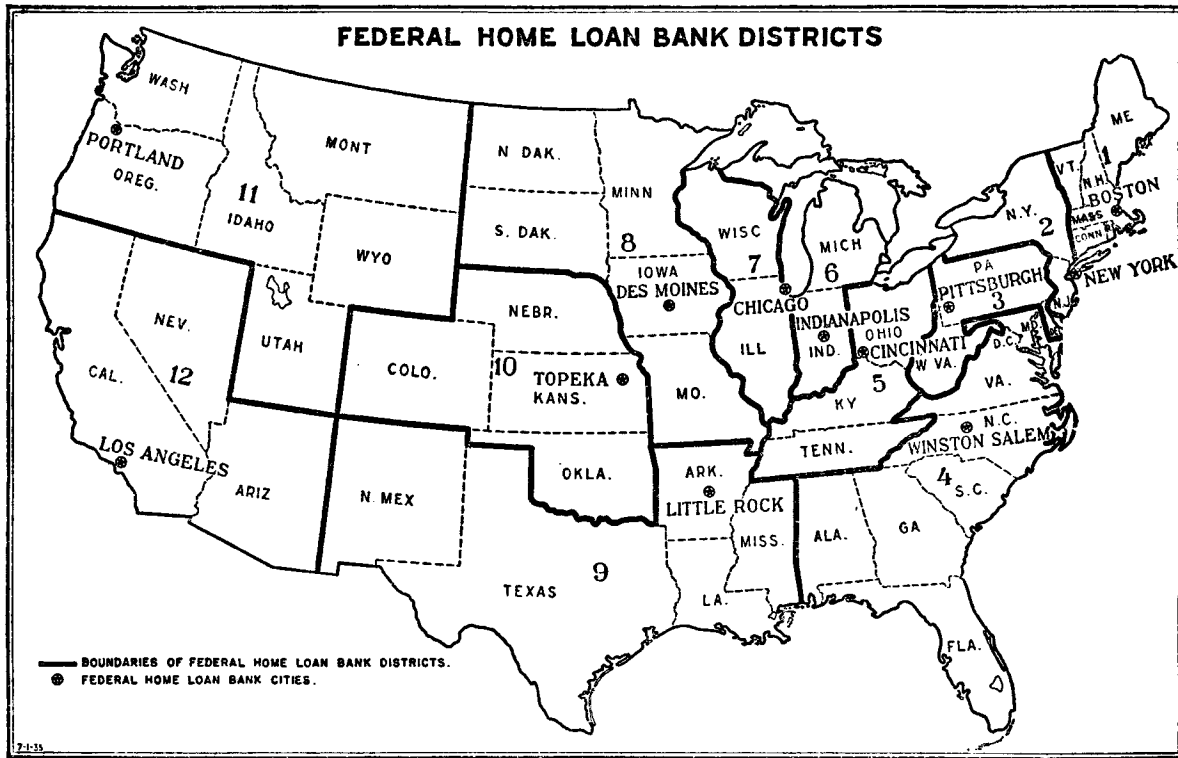 FEDERAL HOME LOAN BANK DISTRICTS
WASH
PORTLAND
OREG.
MONT
11
IDAHO
WYO
N DAK.
S. DAK.
MINN
8
IOWA
DES MOINES
WISC
7
CHICAGO
ILL
MICH
6
INDIANAPOLIS
IND.
OHIO
CINCINNATI
5
KY
W VA.
PA
PITTSBURGH
3
N.Y.
2
NEW YORK
N.J.
VT.
N.H.
1
ME
BOSTON
MASS
CONN
D.C.
VA.
NEV.
CAL.
12
LOS ANGELES
UTAH
ARIZ
COLO.
N. MEX
NEBR.
10
TOPEKA
KANS.
MO.
OKLA.
ARK.
LITTLE ROCK
TENN.
N.C.
WINSTON SALEM
4
S.C.
MISS.
ALA.
GA
TEXAS
9
LA.
FLA.
BOUNDARIES OF FEDERAL HOME LOAN BANK DISTRICTS.
FEDERAL HOME LOAN BANK CITIES.
7-1-35